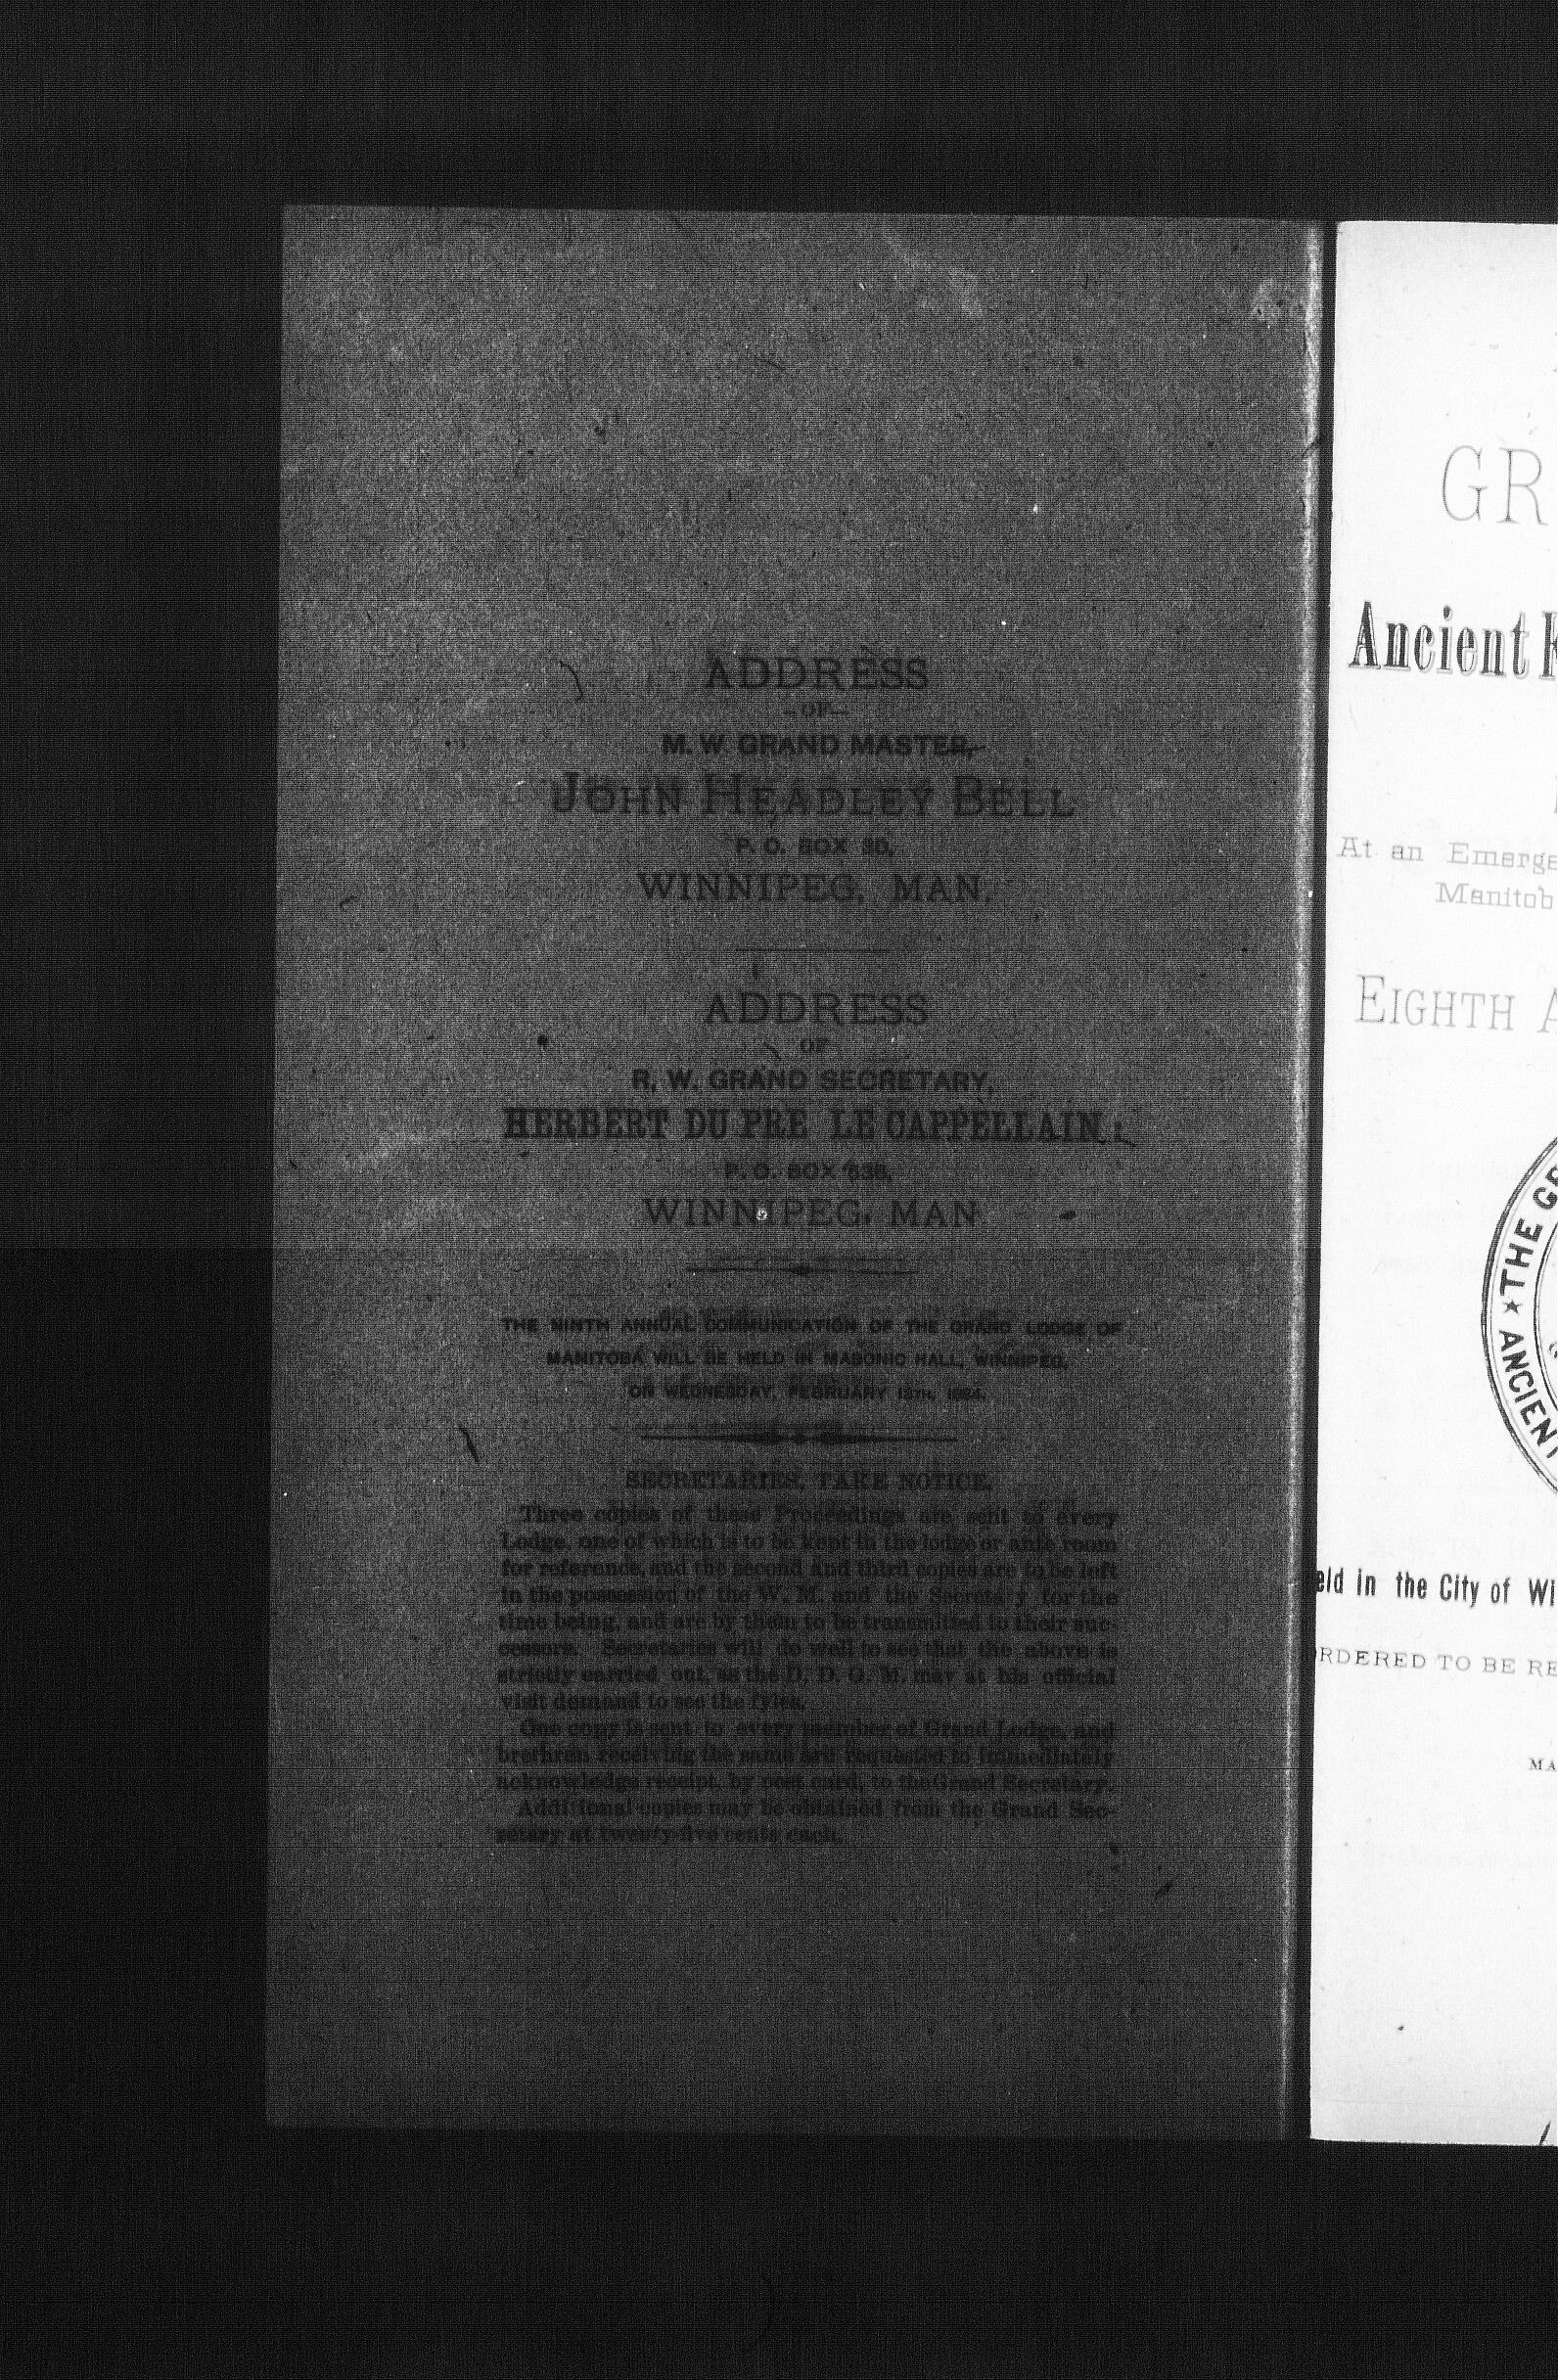 ADDRESS
—OF—
M. W. GRAND MASTER,
JOHN HEADLEY BELL
P. O. BOX
WINNIPEG, MAN.
ADDRESS
OF
R, W. GRAND SECRETARY,
HERBERT DU PRE LE CAPPELLAIN
P. O. BOX
WINNIPEG, MAN
THE NINTH ANNUAL COMMUNICATION OF THE GRAND LODGE OF
MANITOBA WILL BE HELD IN MASONIC HALL, WINNIPEG,
ON WEDNESDAY, FEBRUARY 13TH, 1884.
SECRETARIES, TAKE NOTICE.
Three copies of these Proceedings are sent to every
Lodge, one of which is to be kept in the lodge or ante room
for reference, and the second and third copies are to be left
in the possession of the W. M. and the Secretary for the
time being, and are by them to be transmitted to their suc-
cessors. Secretaries will do well to see that the above is
strictly carried out, as the D. D. G. M. may at his official
visit demand to see the fyles.
One copy is sent to every member of Grand Lodge, and
brethren receiving the same are requested to immediately
acknowledge receipt, by post card, to the Grand Secretary.
Additional copies may be obtained from the Grand Sec-
retary at twenty-five cents each.
GR
Ancient
At an Emerge
Manitob
EIGHTH A
★ THE GR
ANCIENT
eld in the City of Wi
RDERED TO BE RE
MA